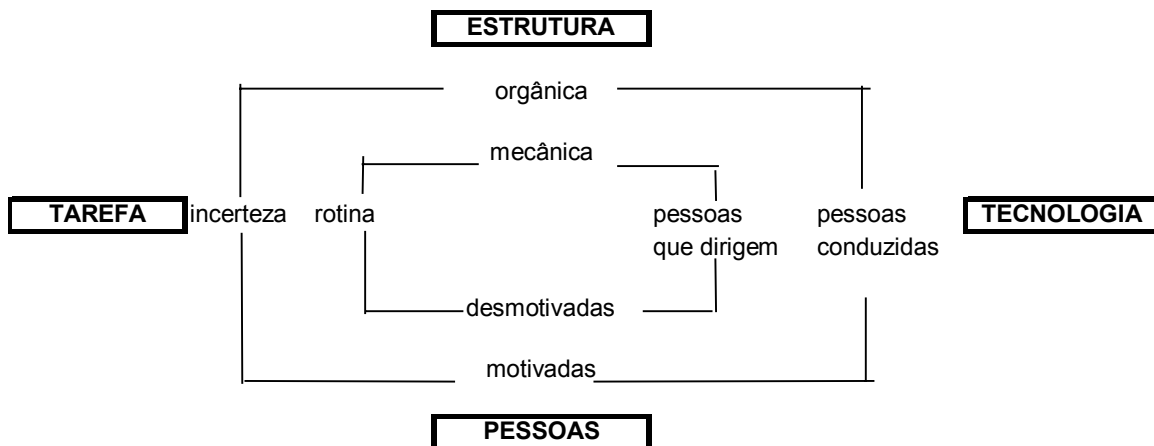 ESTRUTURA
orgânica
mecânica
TAREFA incerteza rotina pessoas pessoas TECNOLOGIA
que dirigem conduzidas
desmotivadas
motivadas
PESSOAS